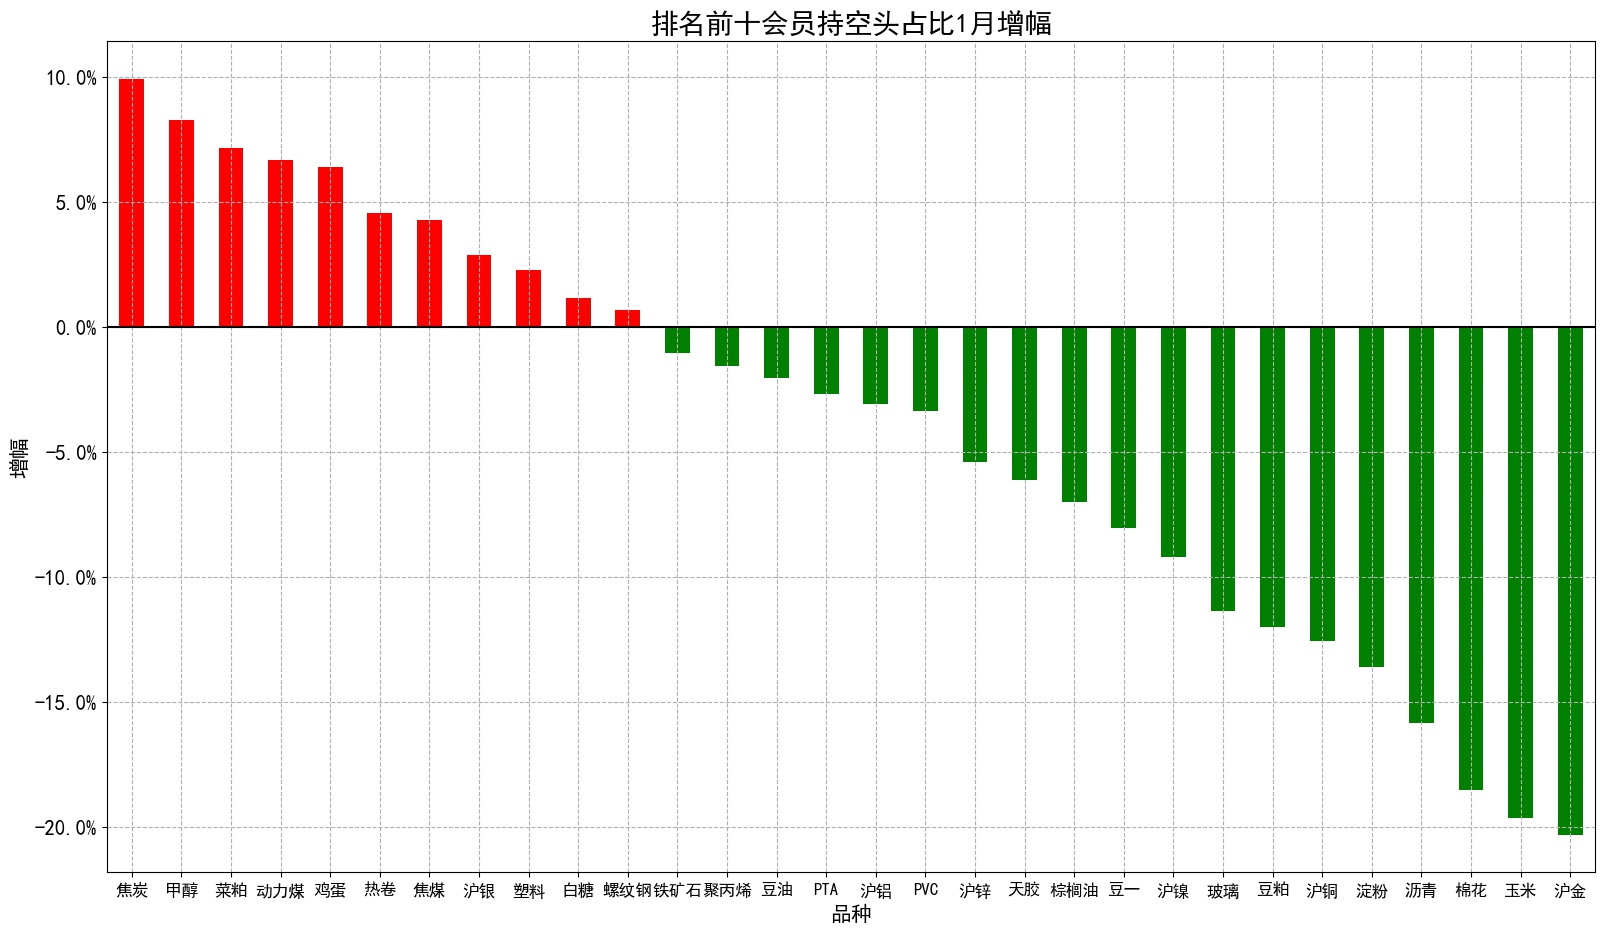 排名前十会员持空头占比1月增幅
10.0%
5.0%
0.0%
-5.0%
-10.0%
-15.0%
-20.0%
增幅
焦炭 甲醇 菜粕 动力煤 鸡蛋 热卷 焦煤 沪银 塑料 白糖 螺纹钢 铁矿石 聚丙烯 豆油 PTA 沪铝 PVC 沪锌 天胶 棕榈油 豆一 沪镍 玻璃 豆粕 沪铜 淀粉 沥青 棉花 玉米 沪金
品种